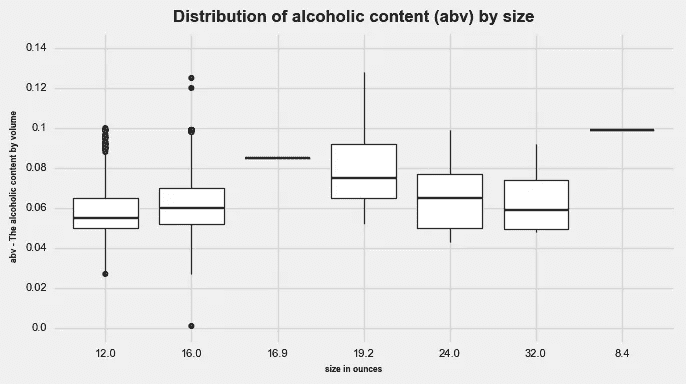 Distribution of alcoholic content (abv) by size
abv - The alcoholic content by volume
0.14
0.12
0.1
0.08
0.06
0.04
0.02
0.0
12.0 16.0 16.9 19.2 24.0 32.0 8.4
size in ounces